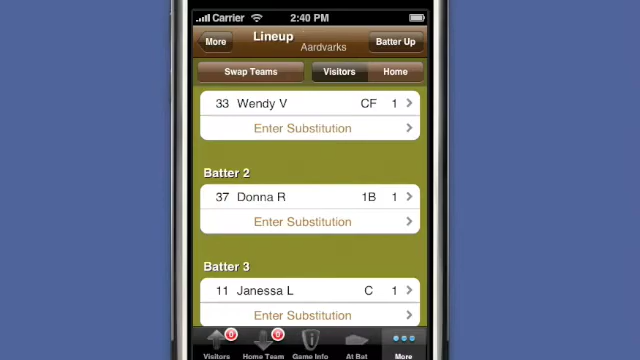 Carrier 2:40 PM
More Lineup Aardvarks Batter Up
Swap Teams Visitors Home
33 Wendy V CF 1
Enter Substitution
Batter 2
37 Donna R 1B 1
Enter Substitution
Batter 3
11 Janessa L C 1
Enter Substitution
0 0
Visitors Home Team Game Info At Bat More